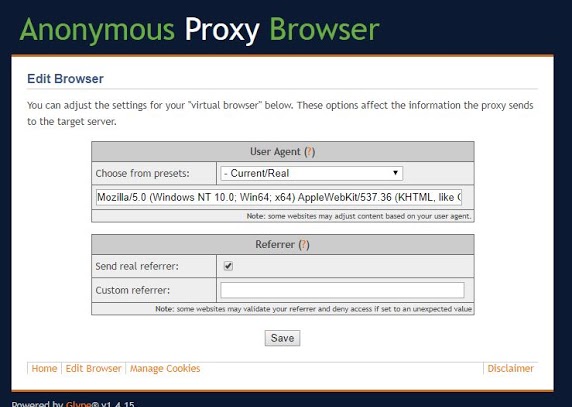 Anonymous Proxy Browser
Edit Browser
You can adjust the settings for your "virtual browser" below. These options affect the information the proxy sends
to the target server.
User Agent (?)
Choose from presets:
- Current/Real
Mozilla/5.0 (Windows NT 10.0; Win64; x64) AppleWebKit/537.36 (KHTML, like
Note: some websites may adjust content based on your user agent.
Referrer (?)
Send real referrer:
Custom referrer:
Note: some websites may validate your referrer and deny access if set to an unexpected value
Save
Home | Edit Browser | Manage Cookies
Disclaimer
Powered by Glype® v1.4.15